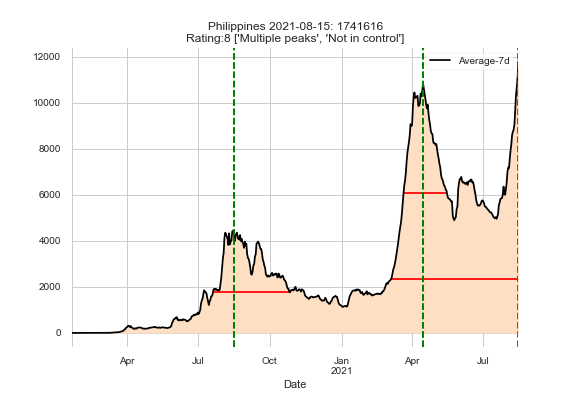 Philippines 2021-08-15: 1741616
Rating:8 ['Multiple peaks', 'Not in control']
Average-7d
12000
10000
8000
6000
4000
2000
0
Apr Jul Oct Jan Apr Jul
2021
Date